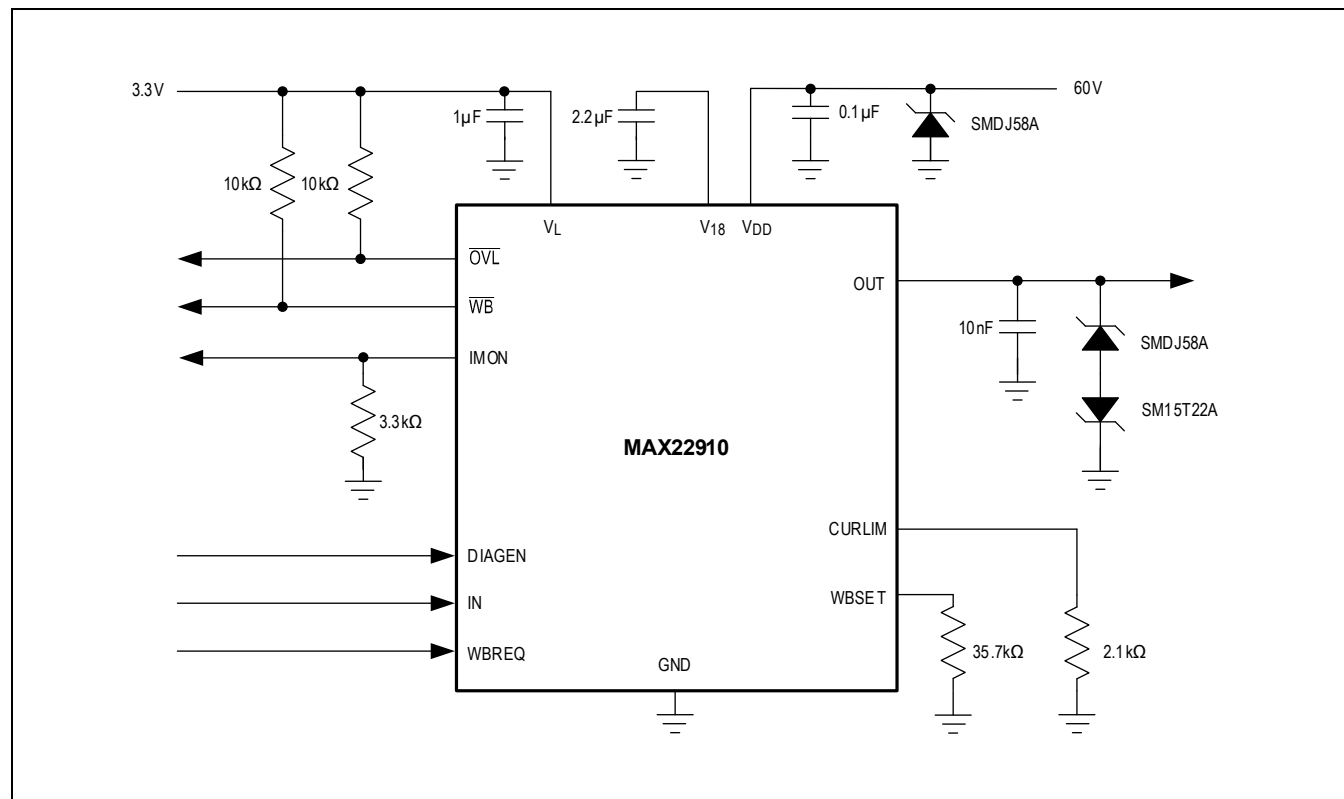 3.3V
1µF
2.2µF
0.1µF
60V
SMDJ58A
10kΩ
10kΩ
VL
V18
VDD
OVL
WB
IMON
OUT
10nF
SMDJ58A
SM15T22A
3.3kΩ
MAX22910
CURLIM
DIAGEN
WBSET
IN
WBREQ
GND
35.7kΩ
2.1kΩ